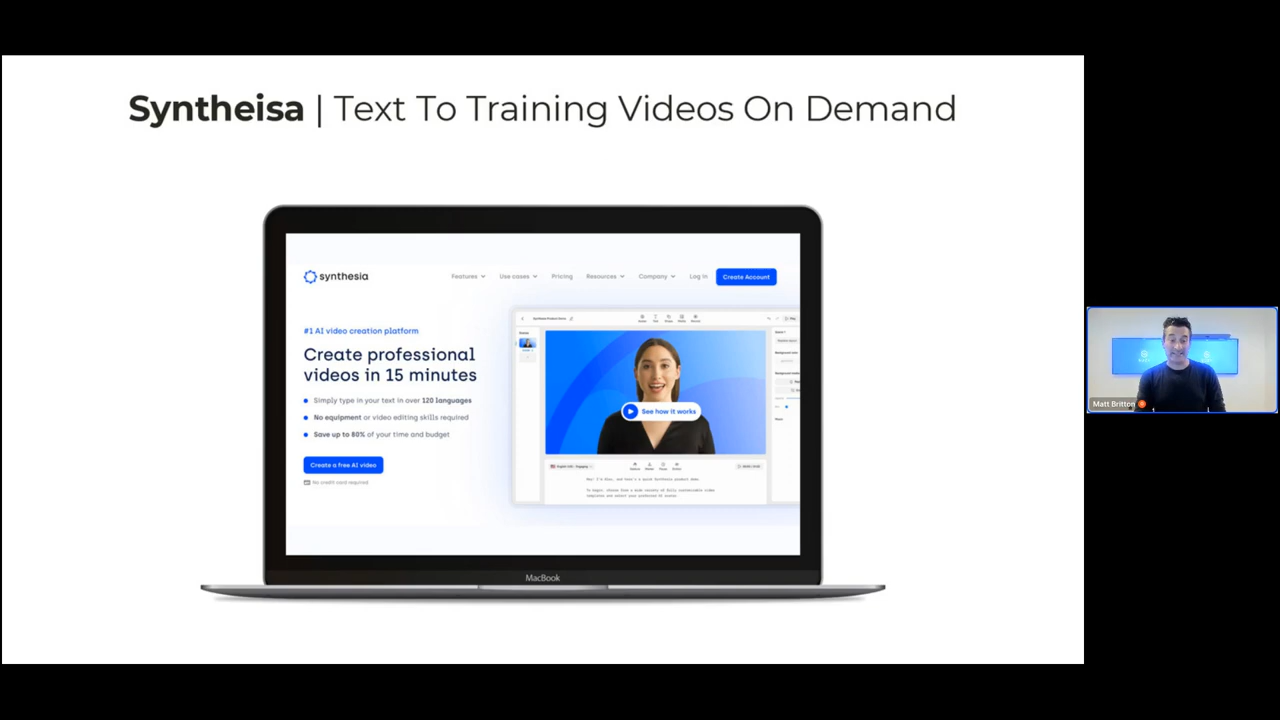 Syntheisa | Text To Training Videos On Demand
synthesia
Features Use cases Pricing Resources Company Log In Create Account
#1 AI video creation platform
Create professional
videos in 15 minutes
Simply type in your text in over 120 languages
No equipment or video editing skills required
Save up to 80% of your time and budget
Create a free AI video
No credit card required
See how it works
MacBook
Matt Britton